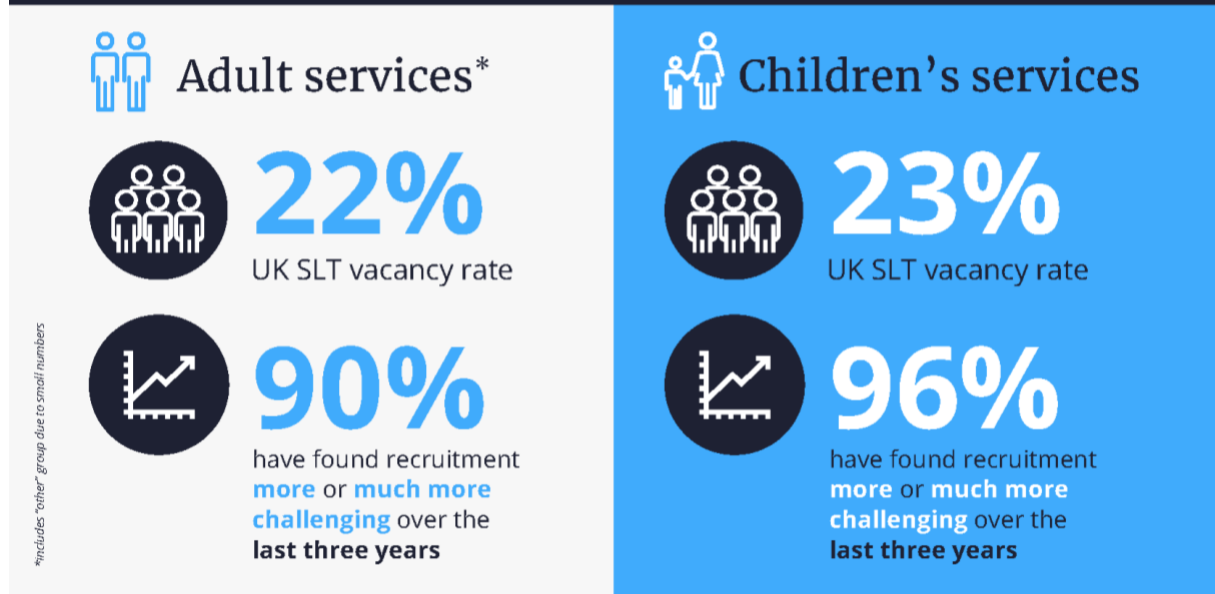 Adult services*
22%
UK SLT vacancy rate
90%
have found recruitment
more or much more
challenging over the
last three years
*includes "other" group due to small numbers
Children's services
23%
UK SLT vacancy rate
96%
have found recruitment
more or much more
challenging over the
last three years